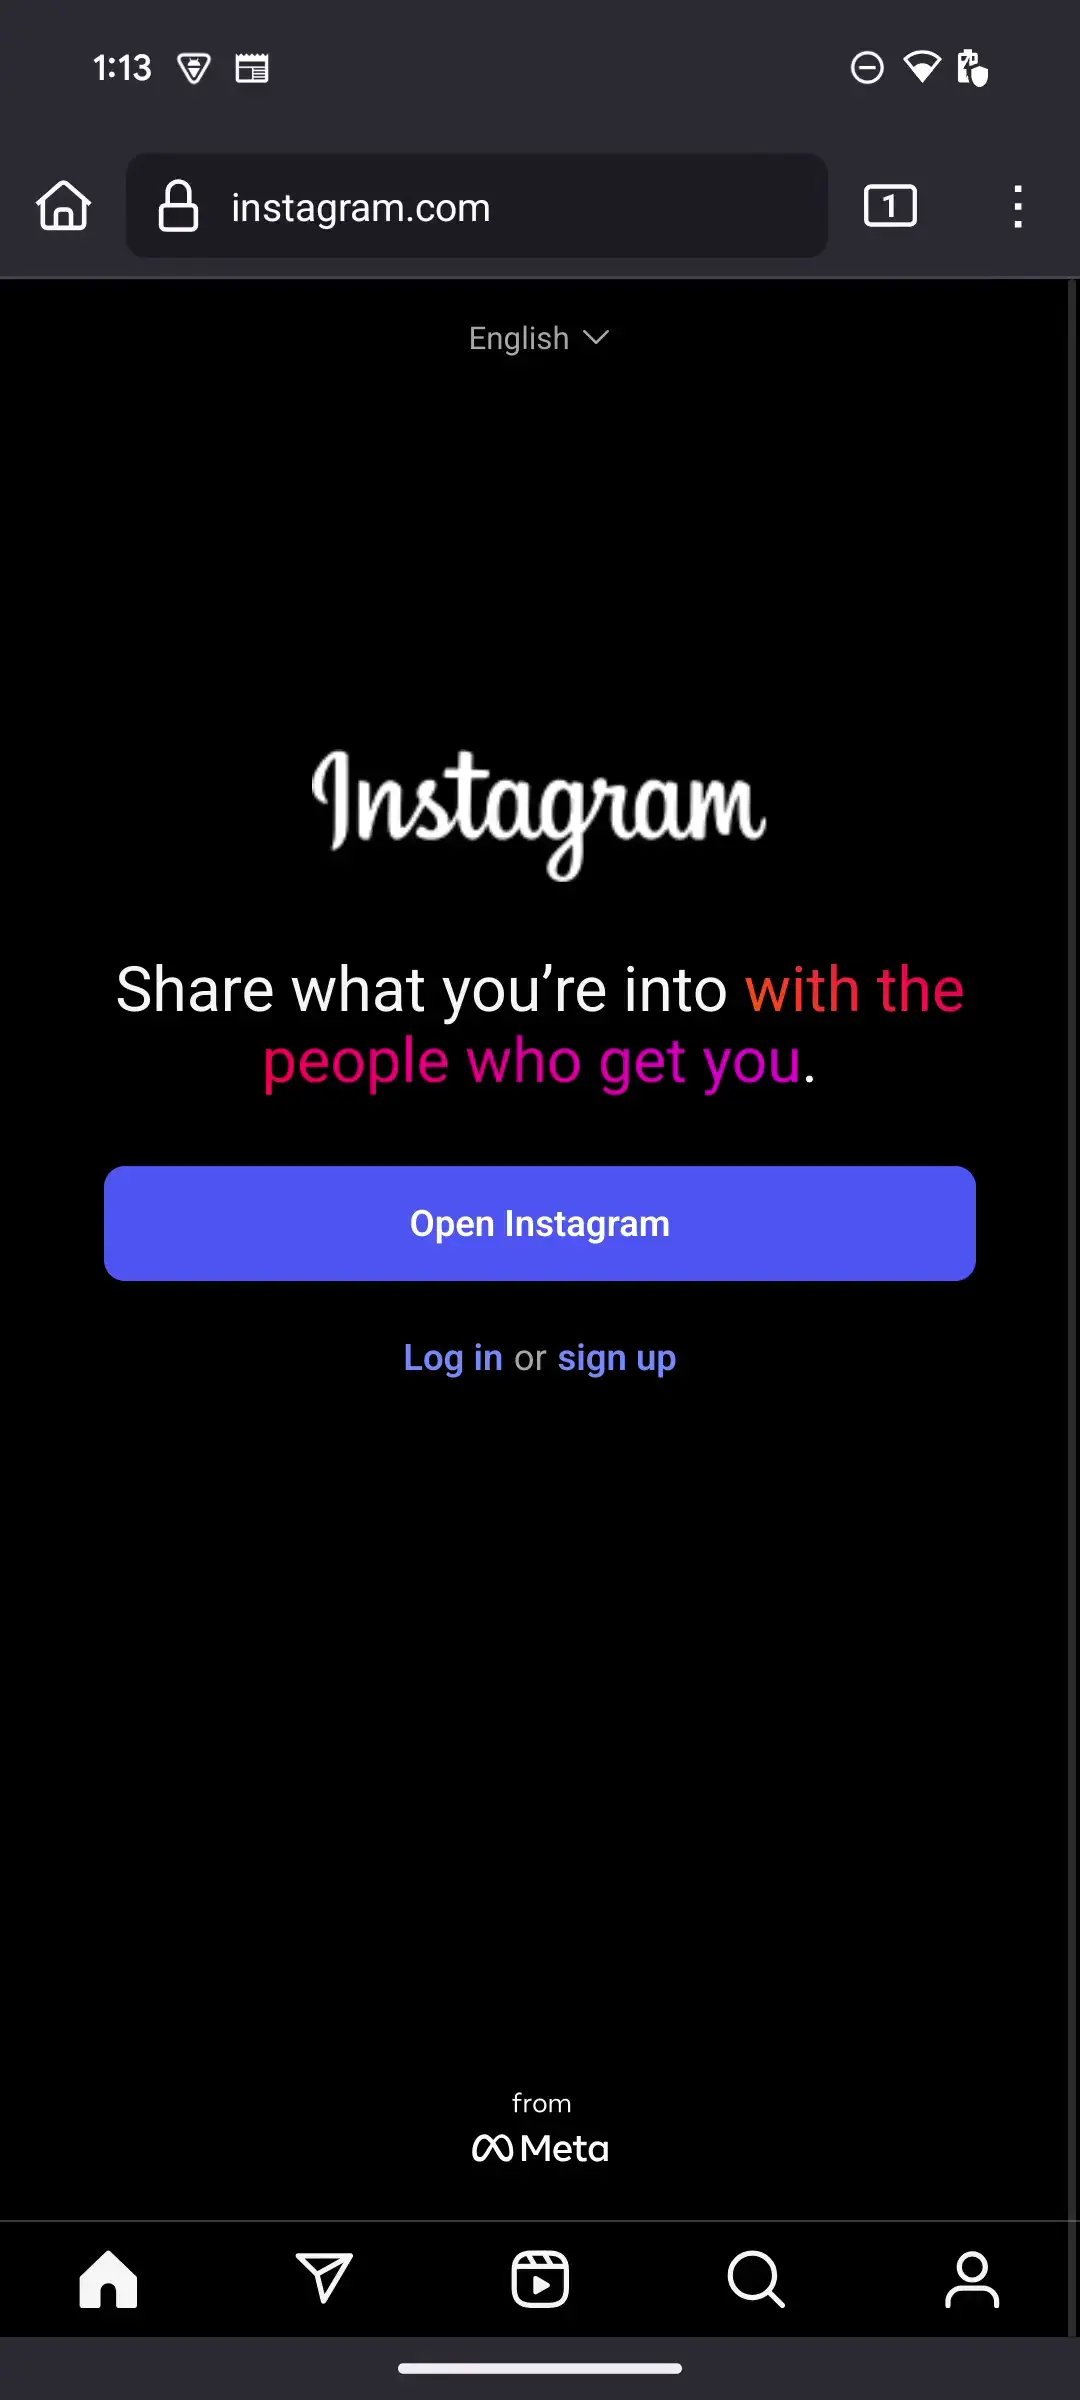 1:13
instagram.com
1
English
Instagram
Share what you’re into with the
people who get you.
Open Instagram
Log in or sign up
from
Meta